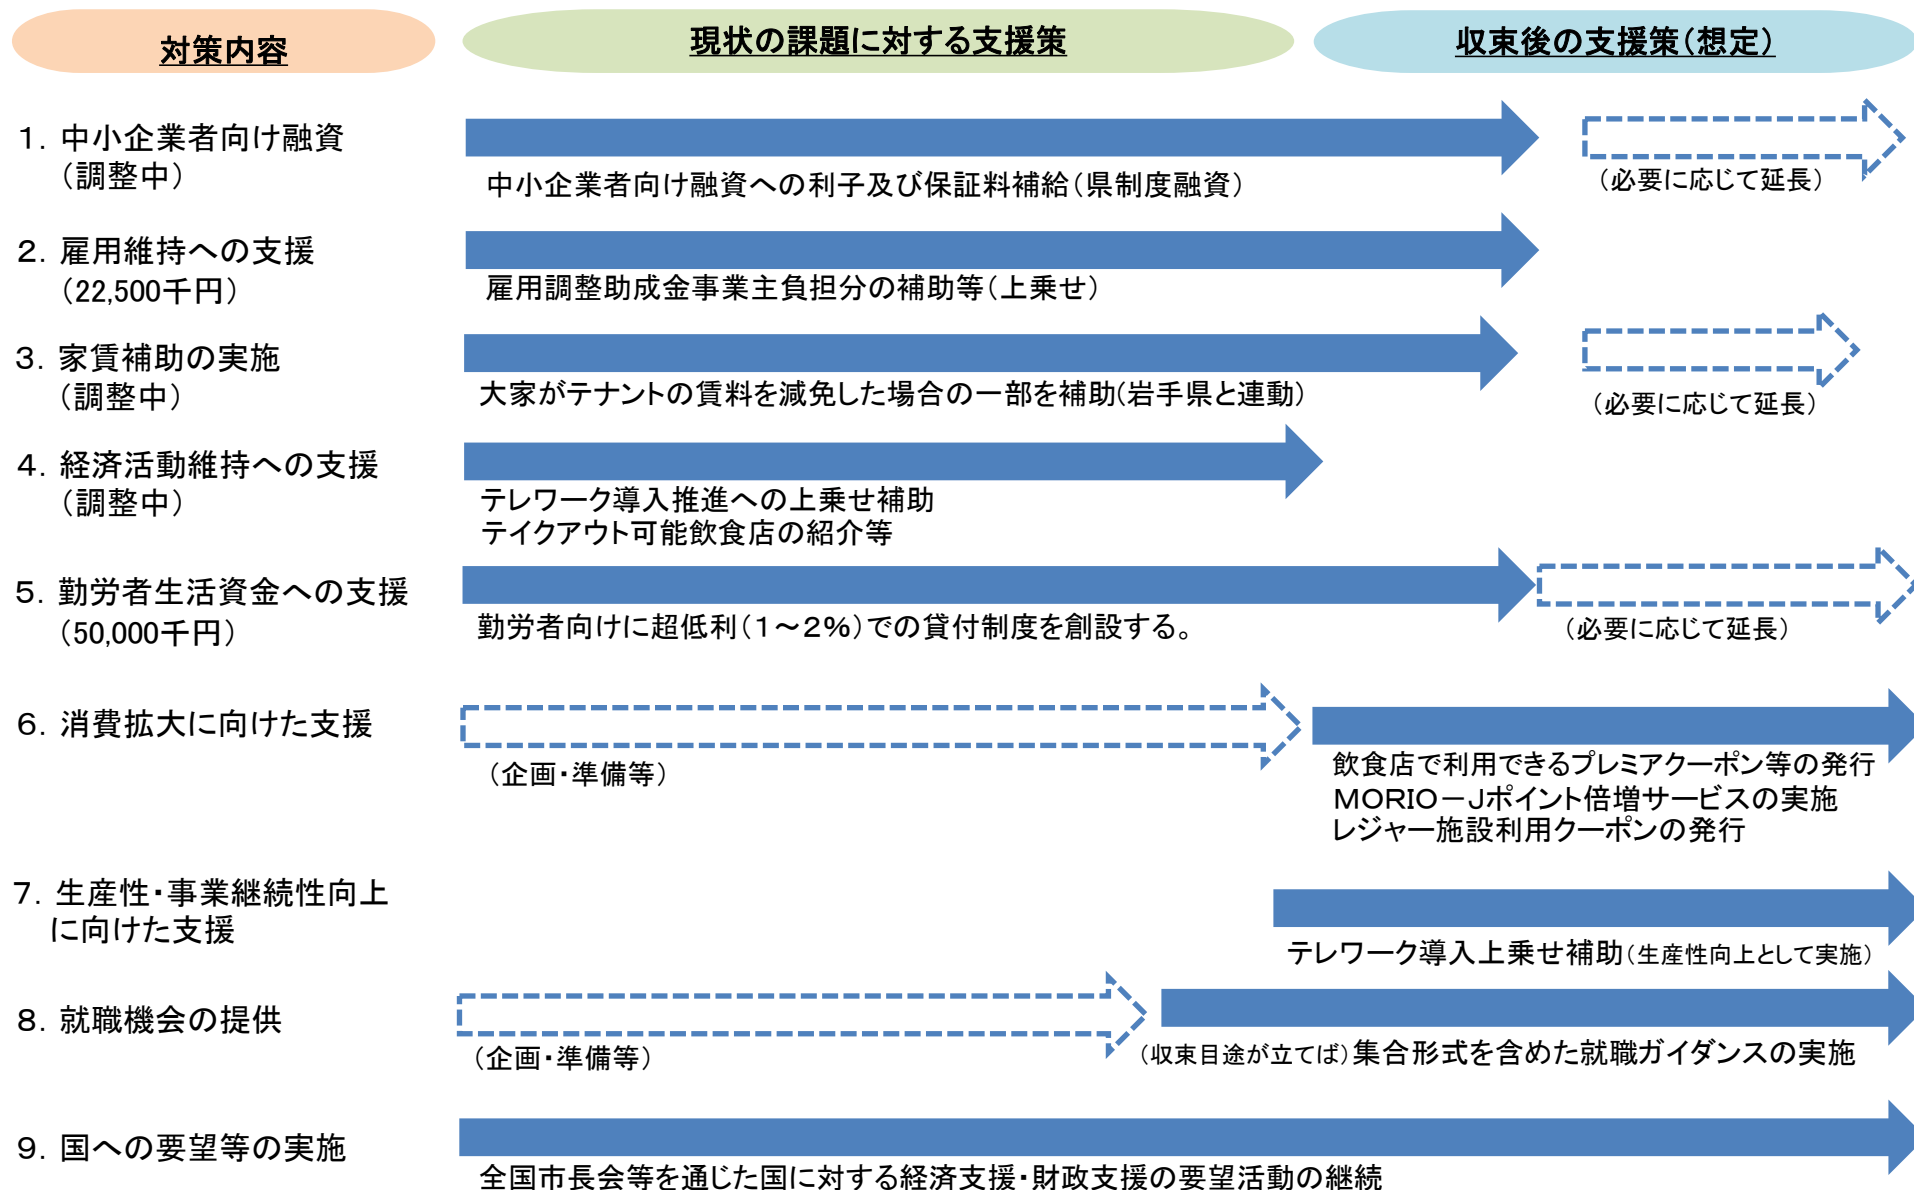 対策内容
現状の課題に対する支援策
収束後の支援策(想定)
1．中小企業者向け融資
（調整中）
中小企業者向け融資への利子及び保証料補給（県制度融資）
（必要に応じて延長）
2．雇用維持への支援
（22,500千円）
雇用調整助成金事業主負担分の補助等（上乗せ）
3．家賃補助の実施
（調整中）
大家がテナントの賃料を減免した場合の一部を補助(岩手県と連動）
（必要に応じて延長）
4．経済活動維持への支援
（調整中）
テレワーク導入推進への上乗せ補助
テイクアウト可能飲食店の紹介等
5．勤労者生活資金への支援
（50,000千円）
勤労者向けに超低利（1～2％）での貸付制度を創設する。
（必要に応じて延長）
6．消費拡大に向けた支援
（企画・準備等）
飲食店で利用できるプレミアクーポン等の発行
MORIO－Jポイント倍増サービスの実施
レジャー施設利用クーポンの発行
7．生産性・事業継続性向上
に向けた支援
テレワーク導入上乗せ補助（生産性向上として実施）
8．就職機会の提供
（企画・準備等）
（収束目途が立てば）集合形式を含めた就職ガイダンスの実施
9．国への要望等の実施
全国市長会等を通じた国に対する経済支援・財政支援の要望活動の継続